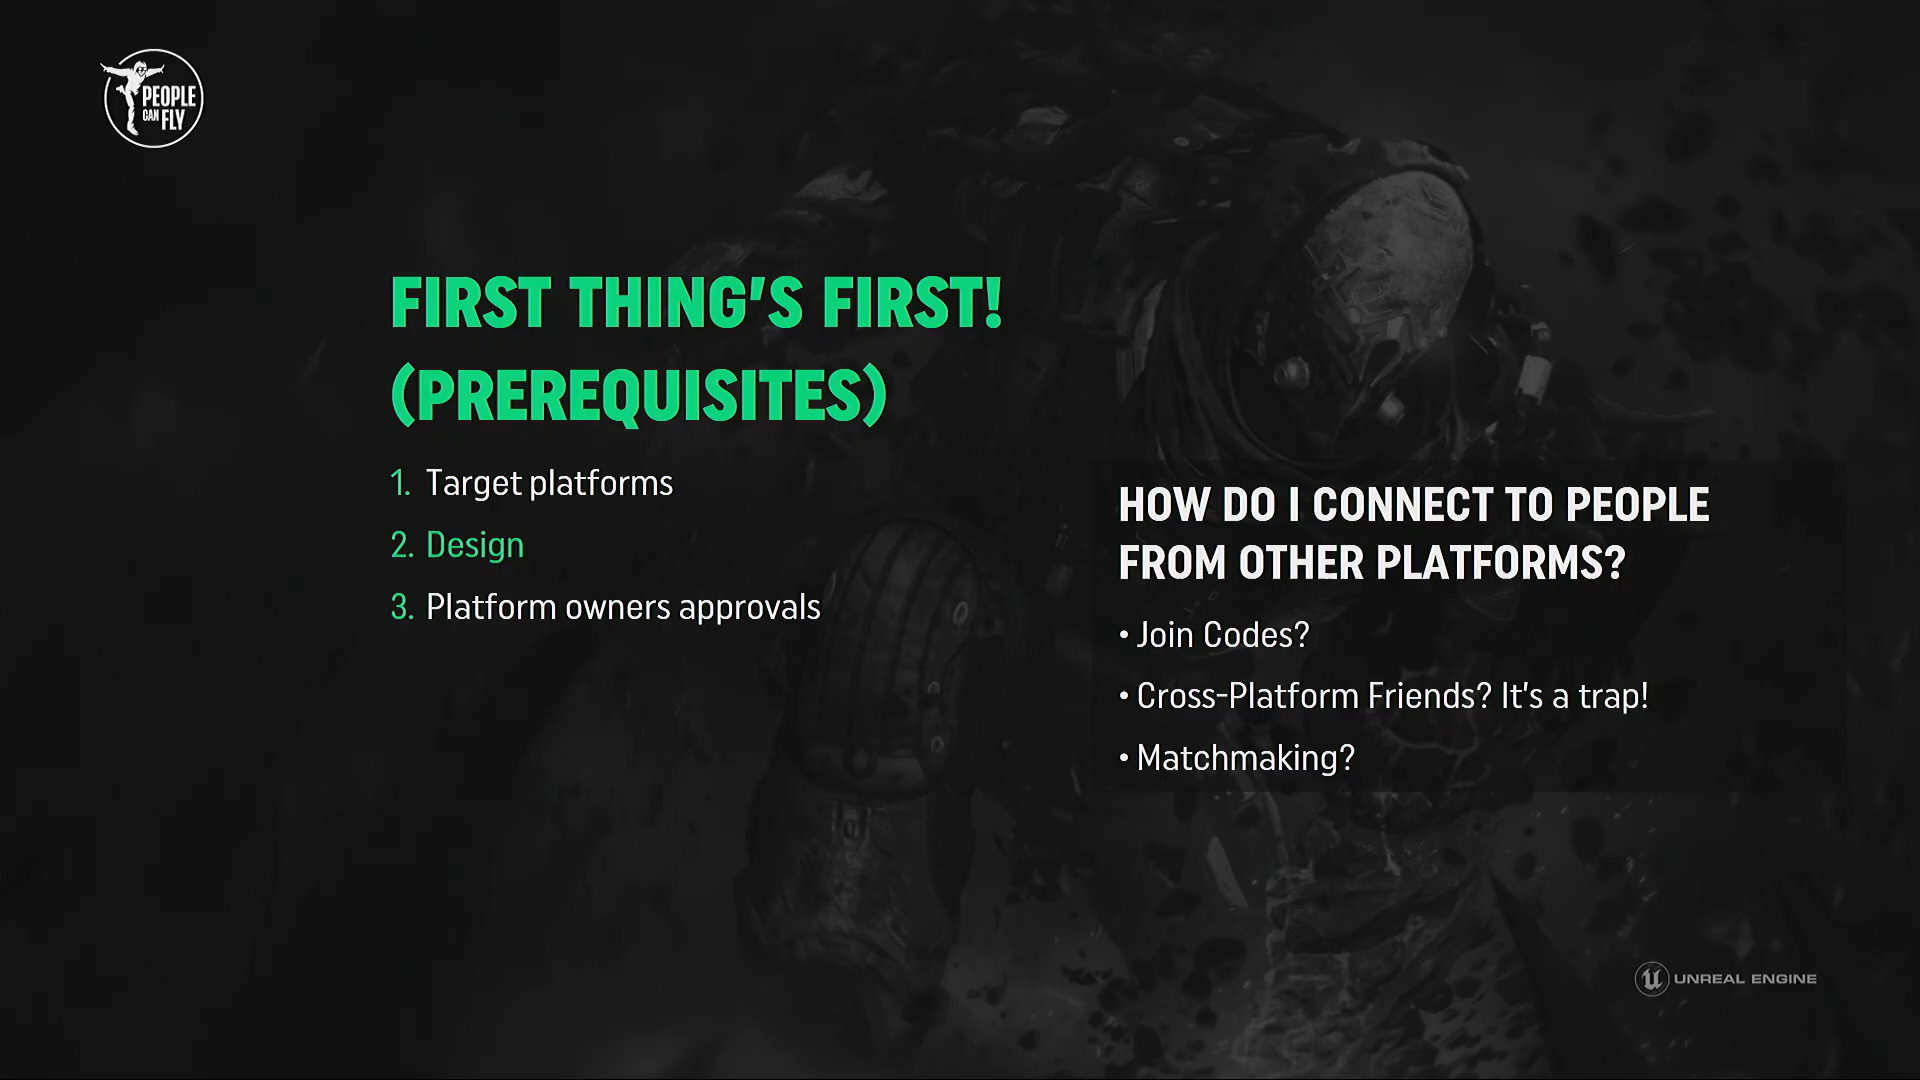 PEOPLE
CAN FLY
FIRST THING'S FIRST!
(PREREQUISITES)
1. Target platforms
2. Design
3. Platform owners approvals
HOW DO I CONNECT TO PEOPLE
FROM OTHER PLATFORMS?
• Join Codes?
• Cross-Platform Friends? It's a trap!
• Matchmaking?
UNREAL ENGINE